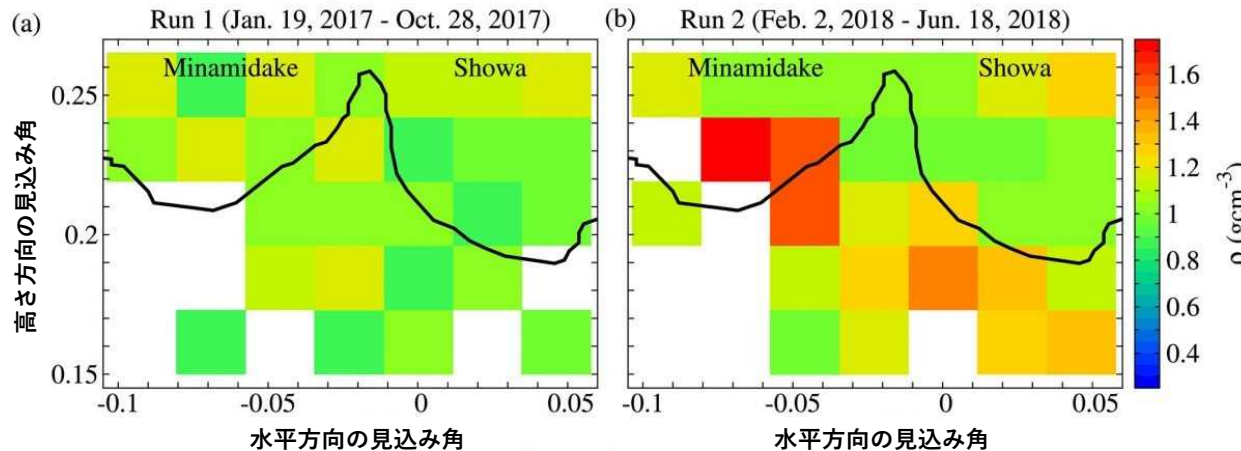 (a) Run 1 (Jan. 19, 2017 - Oct. 28, 2017)
Minamidake Showa
0.25
0.2
0.15
-0.1 -0.05 0 0.05
高さ方向の見込み角
水平方向の見込み角
(b) Run 2 (Feb. 2, 2018 - Jun. 18, 2018)
Minamidake Showa
-0.1 -0.05 0 0.05
水平方向の見込み角
1.6
1.4
1.2
1
0.8
0.6
0.4
(gcm⁻³)